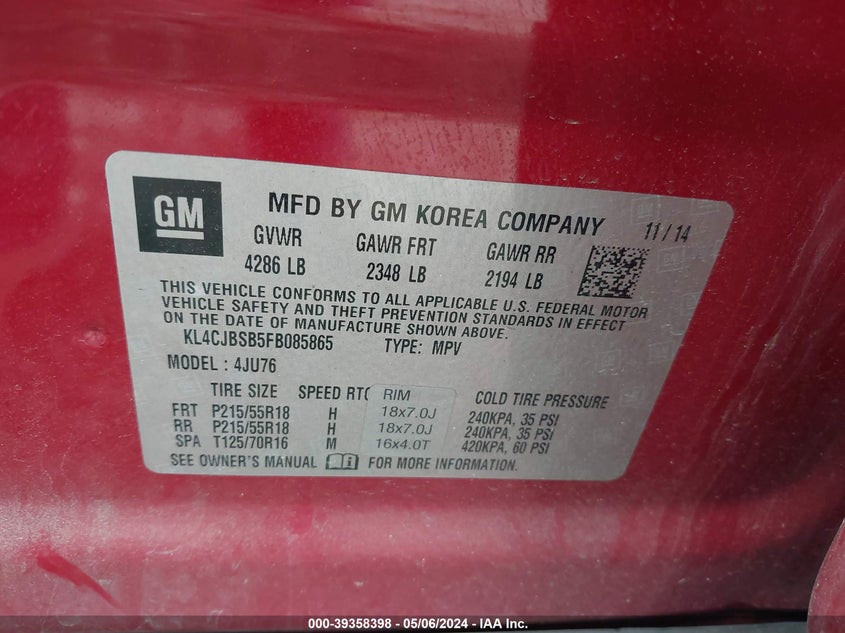 GM
MFD BY GM KOREA COMPANY 11/14
GVWR GAWR FRT GAWR RR
4286 LB 2348 LB 2194 LB
THIS VEHICLE CONFORMS TO ALL APPLICABLE U.S. FEDERAL MOTOR
VEHICLE SAFETY AND THEFT PREVENTION STANDARDS IN EFFECT
ON THE DATE OF MANUFACTURE SHOWN ABOVE.
KL4CJBSB5FB085865 TYPE: MPV
MODEL : 4JU76
TIRE SIZE SPEED RTG RIM COLD TIRE PRESSURE
FRT P215/55R18 H 18x7.0J 240KPA, 35 PSI
RR P215/55R18 H 18x7.0J 240KPA, 35 PSI
SPA T125/70R16 M 16x4.0T 420KPA, 60 PSI
SEE OWNER'S MANUAL FOR MORE INFORMATION.
000-39358398 - 05/06/2024 - IAA Inc.